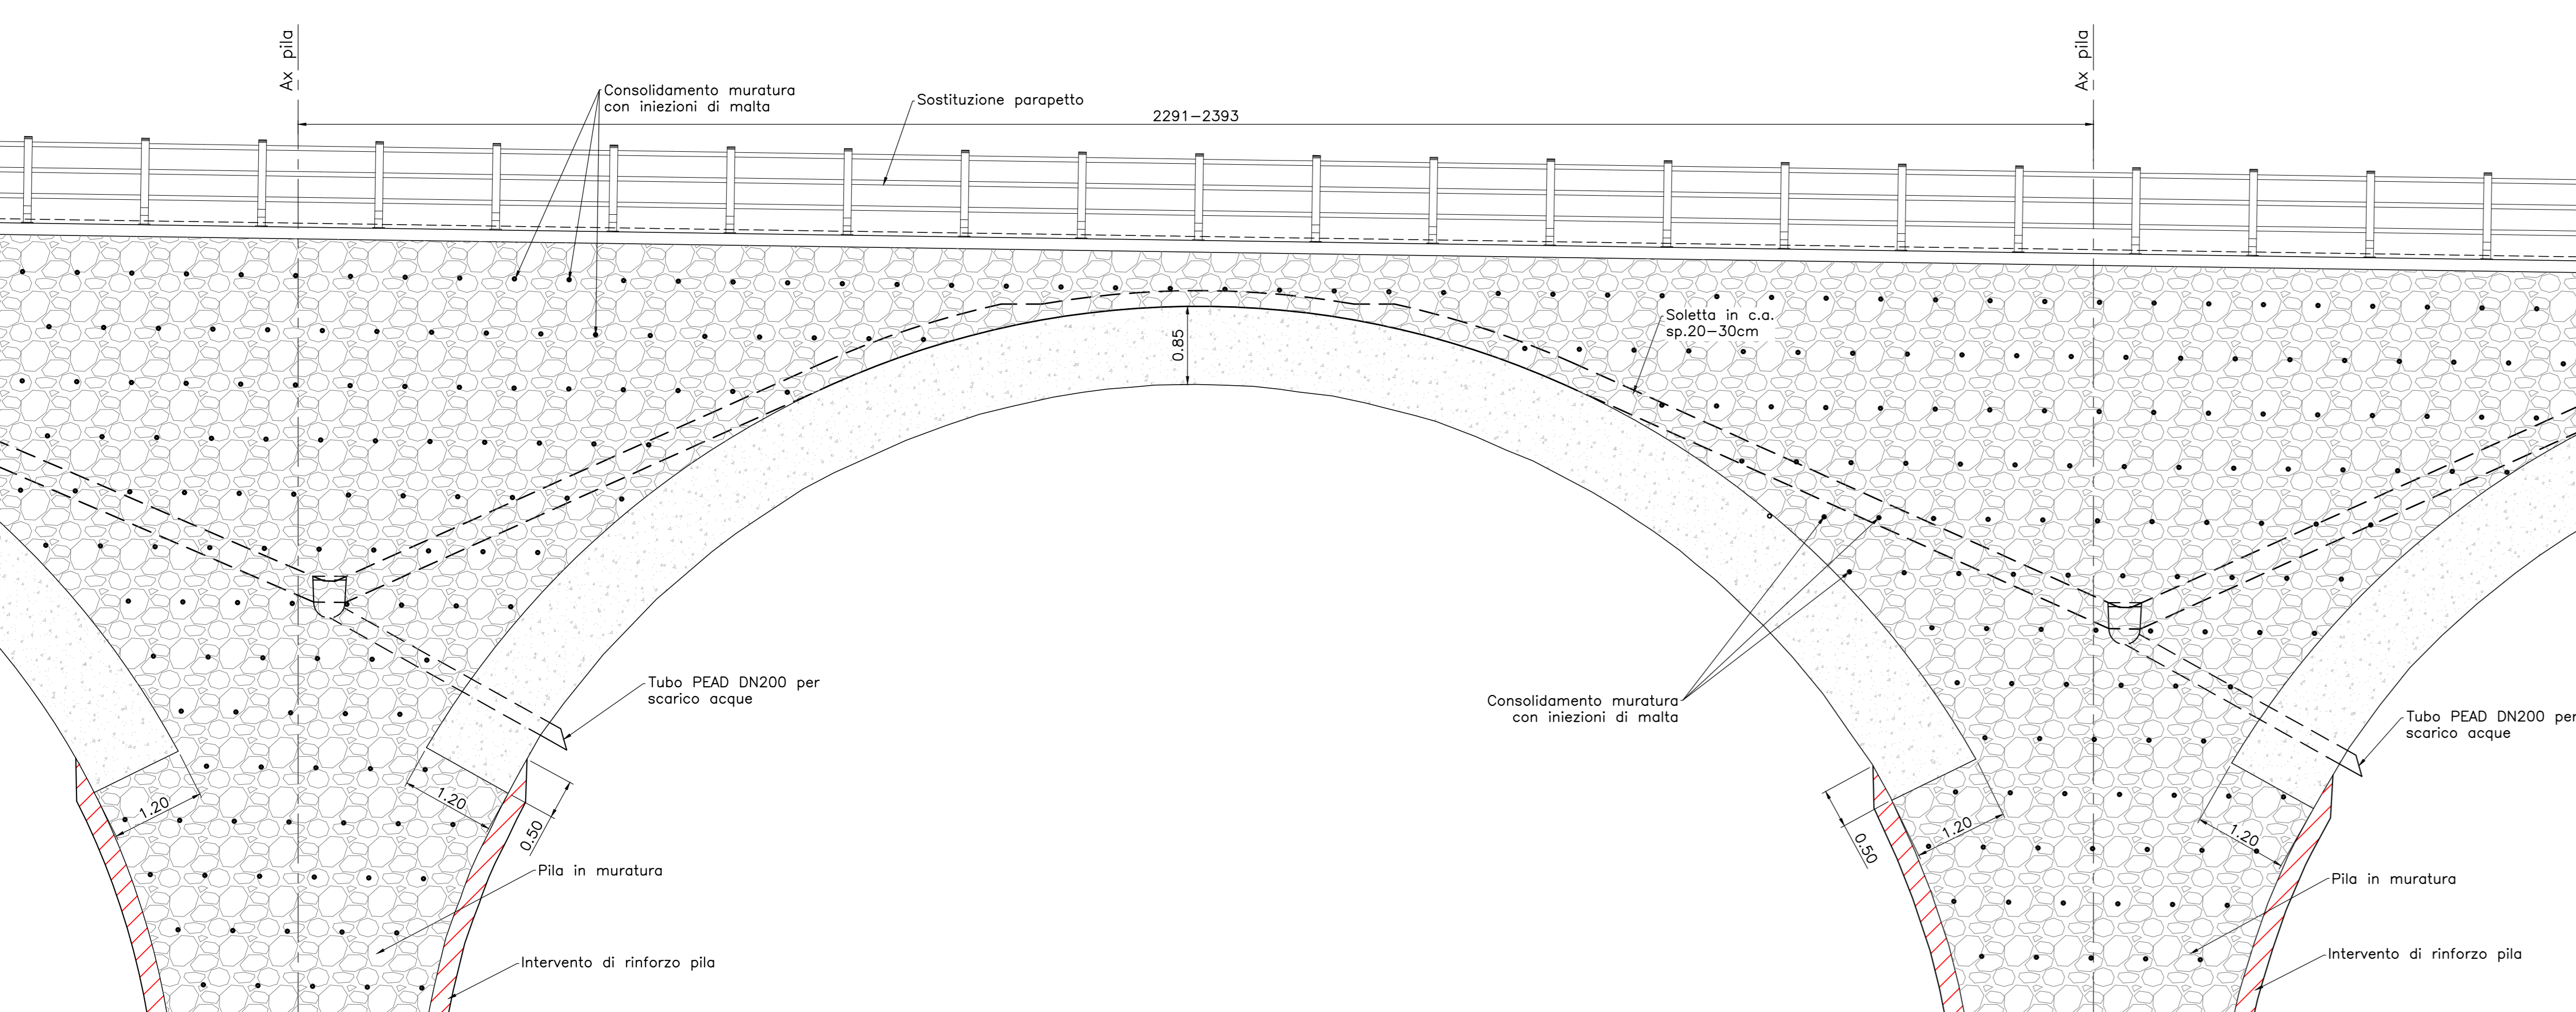 Ax pila
Ax pila
Consolidamento muratura
con iniezioni di malta
Sostituzione parapetto
2291-2393
Soletta in c.a.
sp.20-30cm
0.85
Tubo PEAD DN200 per
scarico acque
Consolidamento muratura
con iniezioni di malta
Tubo PEAD DN200 per
scarico acque
1.20
1.20
0.50
0.50
1.20
1.20
Pila in muratura
Pila in muratura
Intervento di rinforzo pila
Intervento di rinforzo pila